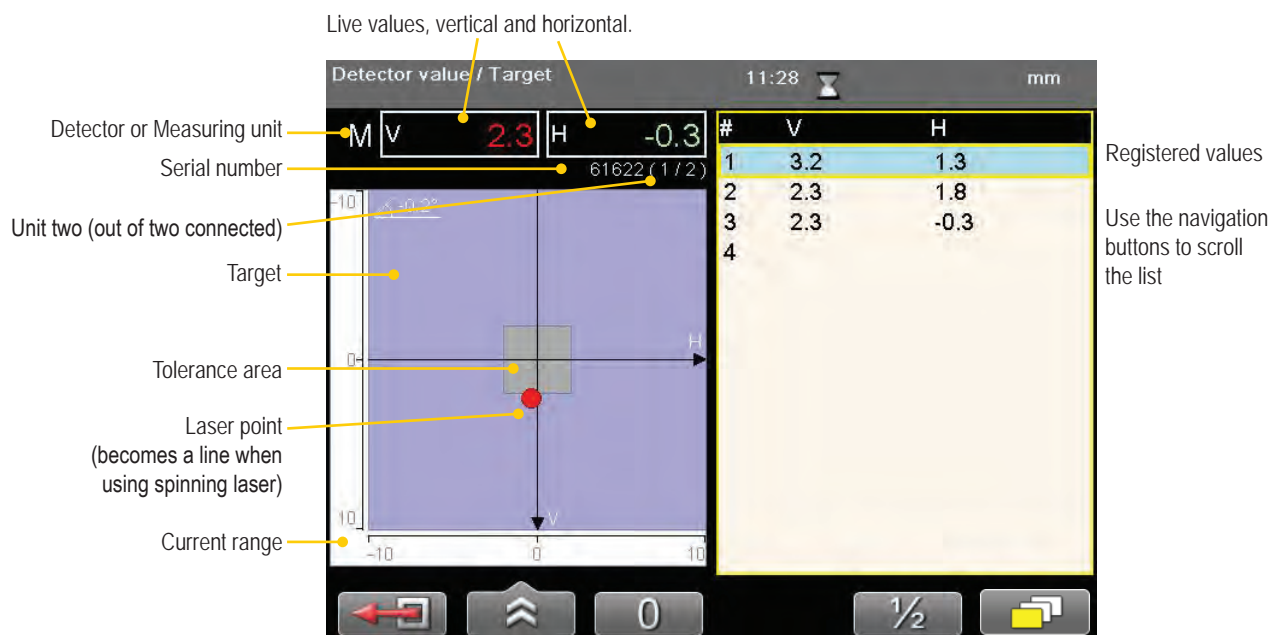 Live values, vertical and horizontal.
Detector value / Target 11:28 mm
Detector or Measuring unit
M V 2.3 H -0.3
# V H
Serial number
61622 (1/2)
1 3.2 1.3
Registered values
2 2.3 1.8
3 2.3 -0.3
4
Use the navigation
buttons to scroll
the list
Unit two (out of two connected)
-10
-0.2°
Target
H
0
Tolerance area
Laser point
(becomes a line when
using spinning laser)
10
V
Current range
-10 0 10
0
½